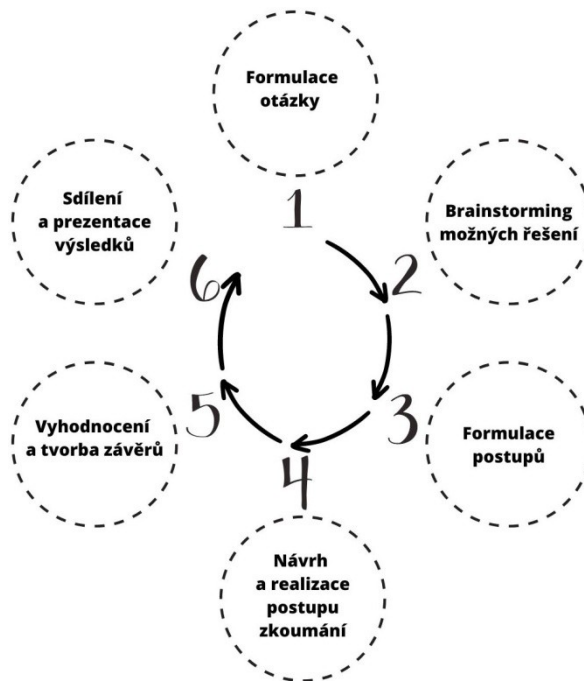 Formulace
otázky
1
Brainstorming
možných řešení
2
Formulace
postupů
3
Návrh
a realizace
postupu
zkoumání
4
Vyhodnocení
a tvorba závěrů
5
Sdílení
a prezentace
výsledků
6